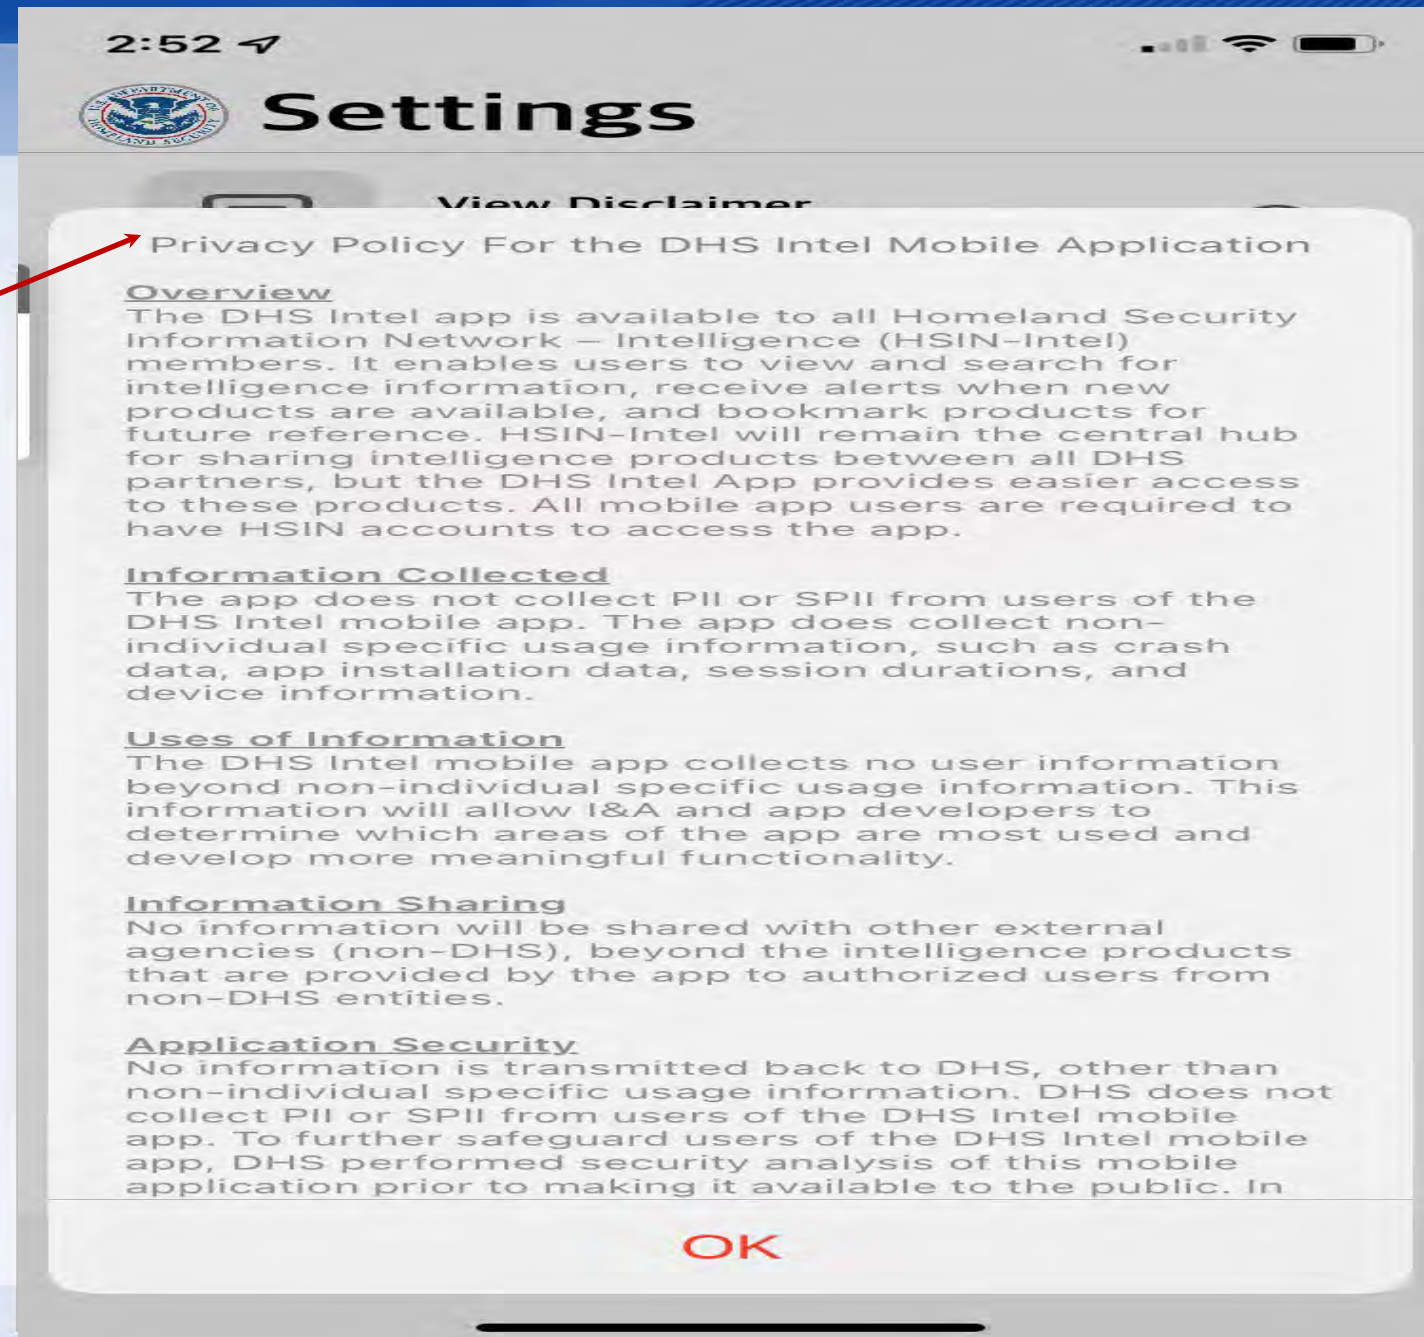 2:52
U.S. DEPARTMENT OF
HOMELAND SECURITY
Settings
View Disclaimer
Privacy Policy For the DHS Intel Mobile Application
Overview
The DHS Intel app is available to all Homeland Security
Information Network – Intelligence (HSIN-Intel)
members. It enables users to view and search for
intelligence information, receive alerts when new
products are available, and bookmark products for
future reference. HSIN-Intel will remain the central hub
for sharing intelligence products between all DHS
partners, but the DHS Intel App provides easier access
to these products. All mobile app users are required to
have HSIN accounts to access the app.
Information Collected
The app does not collect PII or SPII from users of the
DHS Intel mobile app. The app does collect non-
individual specific usage information, such as crash
data, app installation data, session durations, and
device information.
Uses of Information
The DHS Intel mobile app collects no user information
beyond non-individual specific usage information. This
information will allow I&A and app developers to
determine which areas of the app are most used and
develop more meaningful functionality.
Information Sharing
No information will be shared with other external
agencies (non-DHS), beyond the intelligence products
that are provided by the app to authorized users from
non-DHS entities.
Application Security
No information is transmitted back to DHS, other than
non-individual specific usage information. DHS does not
collect PII or SPII from users of the DHS Intel mobile
app. To further safeguard users of the DHS Intel mobile
app, DHS performed security analysis of this mobile
application prior to making it available to the public. In
OK